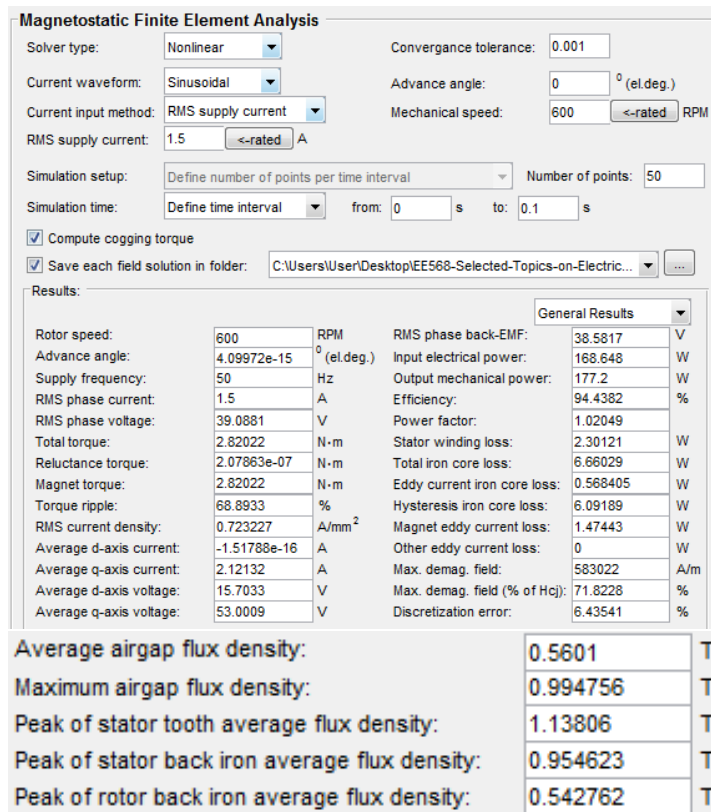 Magnetostatic Finite Element Analysis
Solver type: Nonlinear Convergance tolerance: 0.001
Current waveform: Sinusoidal Advance angle: 0 0 (el.deg.)
Current input method: RMS supply current Mechanical speed: 600 <-rated RPM
RMS supply current: 1.5 <-rated A
Simulation setup: Define number of points per time interval Number of points: 50
Simulation time: Define time interval from: 0 s to: 0.1 s
Compute cogging torque
Save each field solution in folder: C:\Users\User\Desktop\EE568-Selected-Topics-on-Electric... ...
Results:
General Results
Rotor speed: 600 RPM RMS phase back-EMF: 38.5817 V
Advance angle: 4.09972e-15 0 (el.deg.) Input electrical power: 168.648 W
Supply frequency: 50 Hz Output mechanical power: 177.2 W
RMS phase current: 1.5 A Efficiency: 94.4382 %
RMS phase voltage: 39.0881 V Power factor: 1.02049
Total torque: 2.82022 N·m Stator winding loss: 2.30121 W
Reluctance torque: 2.07863e-07 N·m Total iron core loss: 6.66029 W
Magnet torque: 2.82022 N·m Eddy current iron core loss: 0.568405 W
Torque ripple: 68.8933 % Hysteresis iron core loss: 6.09189 W
RMS current density: 0.723227 A/mm2 Magnet eddy current loss: 1.47443 W
Average d-axis current: -1.51788e-16 A Other eddy current loss: 0 W
Average q-axis current: 2.12132 A Max. demag. field: 583022 A/m
Average d-axis voltage: 15.7033 V Max. demag. field (% of Hcj): 71.8228 %
Average q-axis voltage: 53.0009 V Discretization error: 6.43541 %
Average airgap flux density: 0.5601 T
Maximum airgap flux density: 0.994756 T
Peak of stator tooth average flux density: 1.13806 T
Peak of stator back iron average flux density: 0.954623 T
Peak of rotor back iron average flux density: 0.542762 T